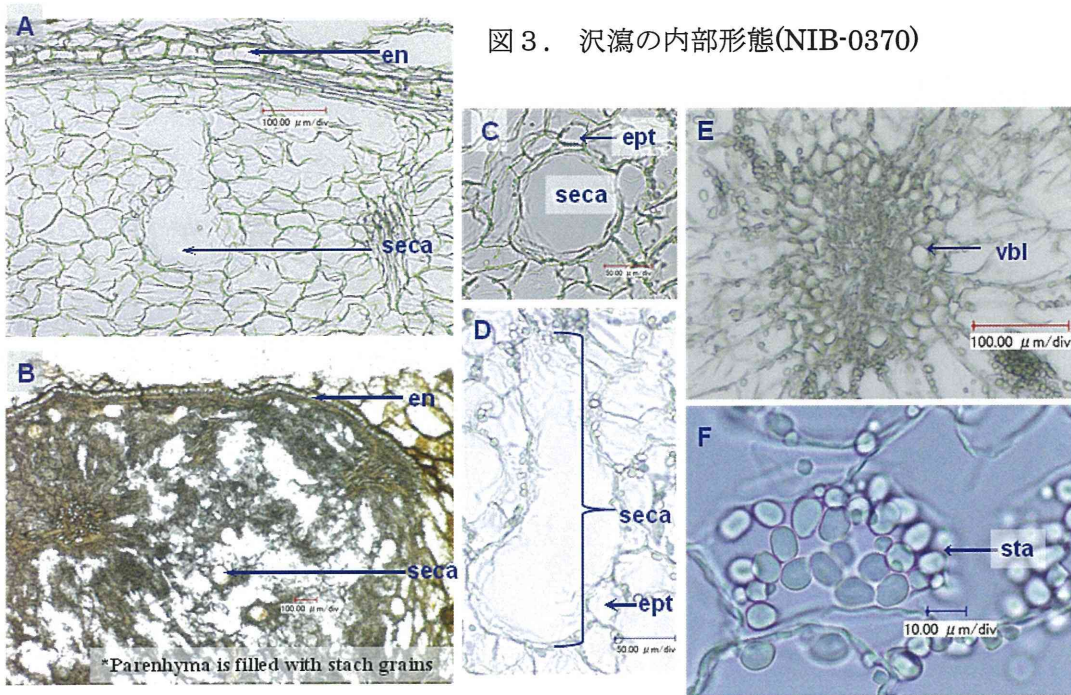 図３． 沢瀉の内部形態(NIB-0370)
A
en
100.00 μm/div
seca
B
en
seca
100.00 μm/div
*Parenhyma is filled with stach grains
C
ept
seca
50.00 μm/div
D
seca
ept
50.00 μm/div
E
vbl
100.00 μm/div
F
sta
10.00 μm/div